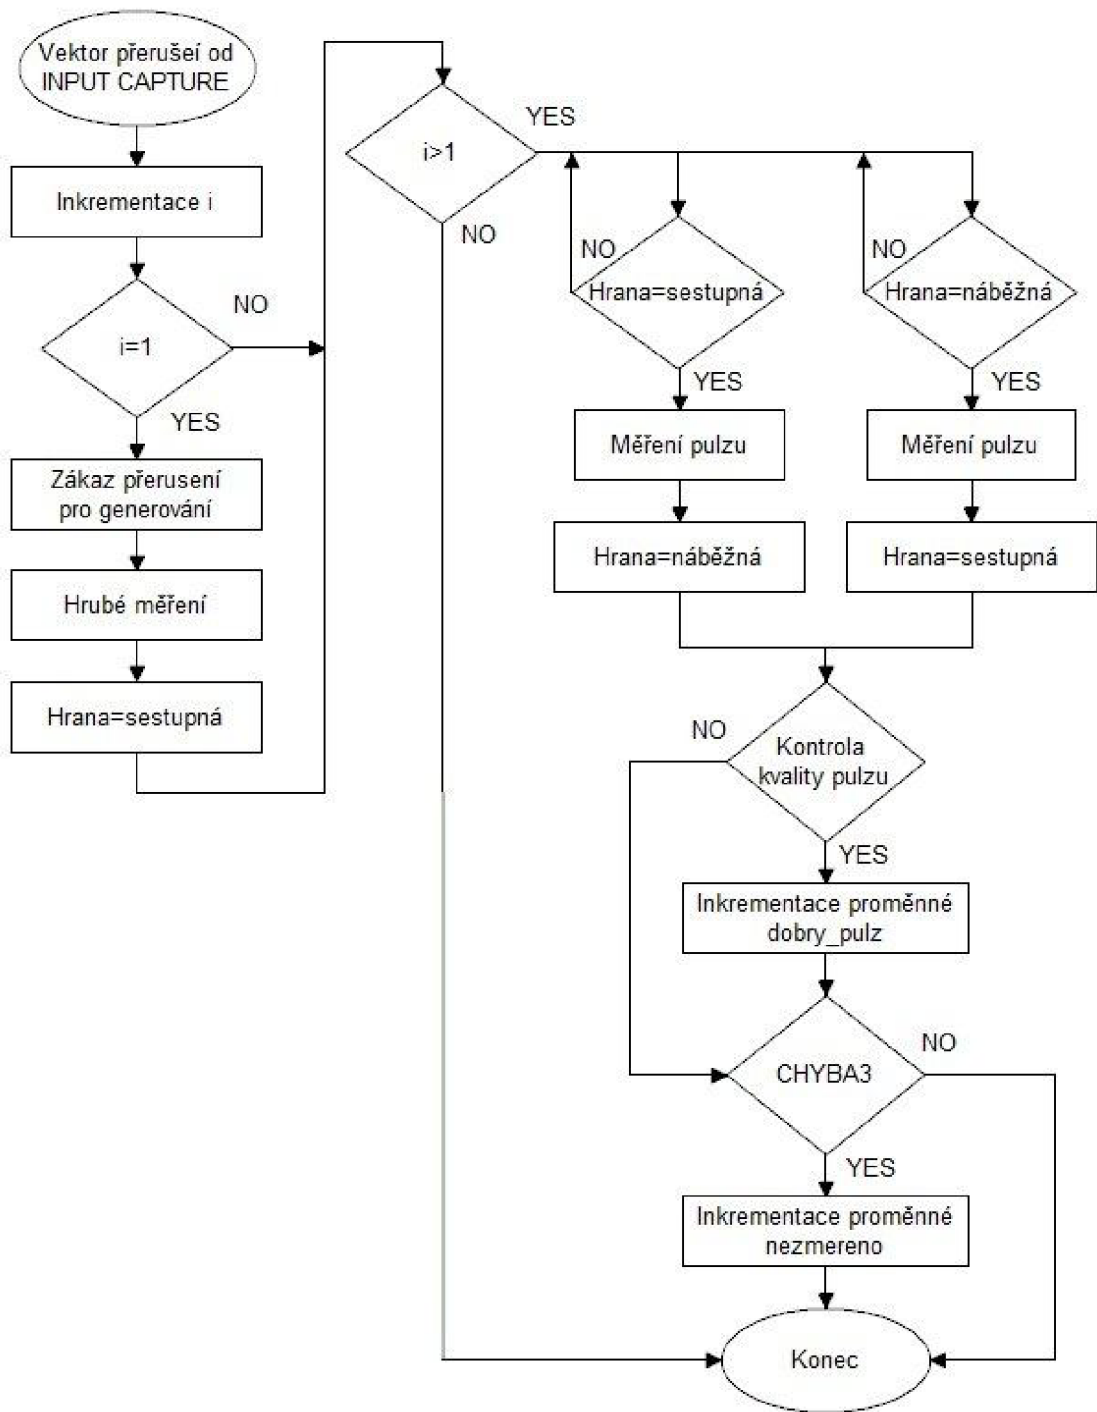 Vektor přerušeí od
INPUT CAPTURE
Inkrementace i
i=1
NO
YES
Zákaz přerusení
pro generování
Hrubé měření
Hrana=sestupná
i>1
YES
NO
NO
Hrana=sestupná
YES
Měření pulzu
Hrana=náběžná
NO
Hrana=náběžná
YES
Měření pulzu
Hrana=sestupná
NO
Kontrola
kvality pulzu
YES
Inkrementace proměnné
dobry_pulz
CHYBA3
NO
YES
Inkrementace proměnné
nezmereno
Konec